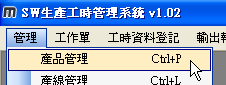 SW生產工時管理系統 v1.02
管理 工作單 工時資料登記 輸出
產品管理 Ctrl+P
產線管理 Ctrl+L